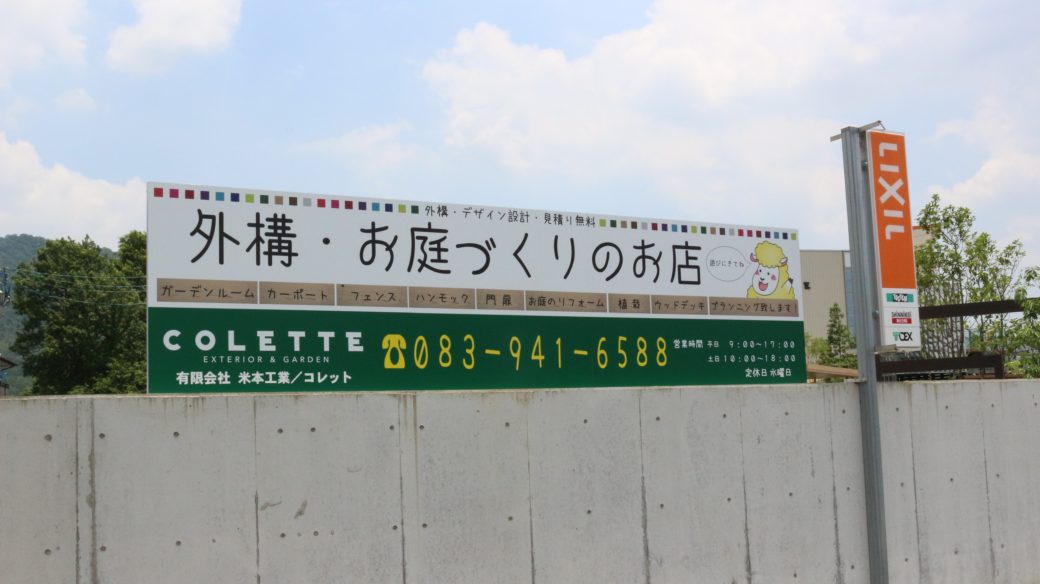 外構・デザイン設計・見積り無料
外構・お庭づくりのお店
遊びにきてね
ガーデンルーム カーポート フェンス ハンモック 門扉 お庭のリフォーム 植栽 ウッドデッキ プランニング致します
COLETTE
EXTERIOR & GARDEN
有限会社 米本工業/コレット
083-941-6588
営業時間 平日 9:00~17:00
土日 10:00~18:00
定休日 水曜日
LIXIL
TOEX